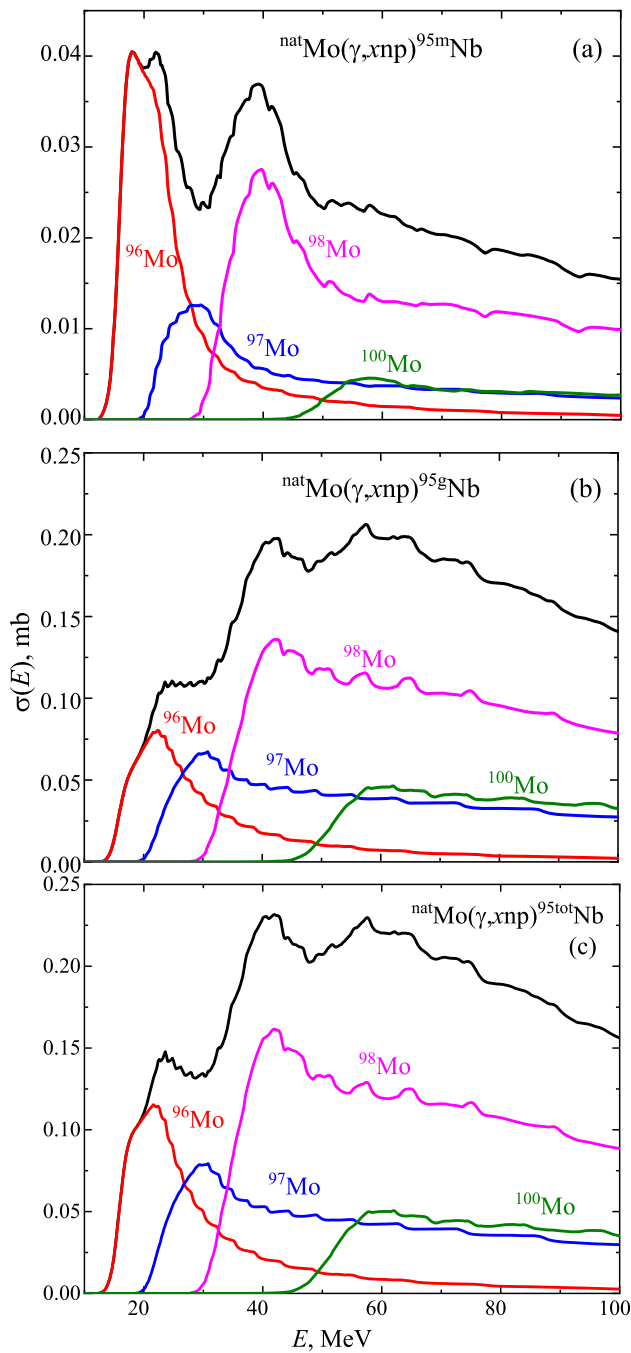 0.04
0.03
0.02
0.01
0.00
natMo(γ,xnp)95mNb
(a)
96Mo
98Mo
97Mo
100Mo
σ(E), mb
0.25
0.20
0.15
0.10
0.05
0.00
natMo(γ,xnp)95gNb
(b)
98Mo
96Mo
97Mo
100Mo
0.25
0.20
0.15
0.10
0.05
0.00
natMo(γ,xnp)95totNb
(c)
98Mo
96Mo
97Mo
100Mo
20 40 60 80 100
E, MeV